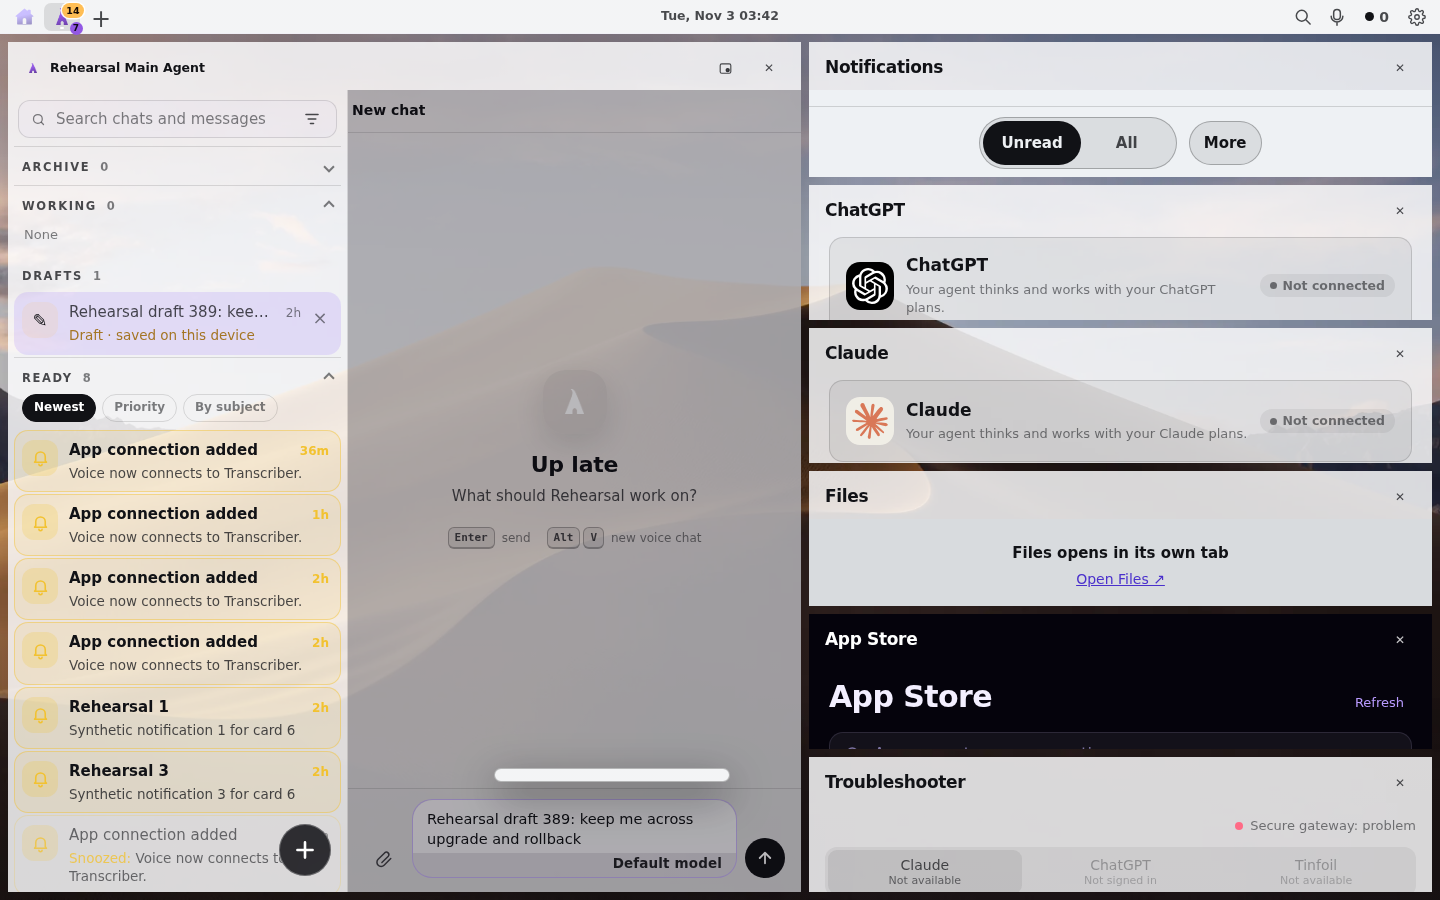 14
7
Tue, Nov 3 03:42
0
Rehearsal Main Agent
Search chats and messages
ARCHIVE 0
WORKING 0
None
DRAFTS 1
Rehearsal draft 389: kee... 2h
Draft · saved on this device
READY 8
Newest Priority By subject
App connection added 36m
Voice now connects to Transcriber.
App connection added 1h
Voice now connects to Transcriber.
App connection added 2h
Voice now connects to Transcriber.
App connection added 2h
Voice now connects to Transcriber.
Rehearsal 1 2h
Synthetic notification 1 for card 6
Rehearsal 3 2h
Synthetic notification 3 for card 6
App connection added
Snoozed: Voice now connects to
Transcriber.
New chat
Up late
What should Rehearsal work on?
Enter send Alt V new voice chat
Rehearsal draft 389: keep me across
upgrade and rollback
Default model
Notifications
Unread All More
ChatGPT
ChatGPT
Your agent thinks and works with your ChatGPT
plans.
Not connected
Claude
Claude
Your agent thinks and works with your Claude plans.
Not connected
Files
Files opens in its own tab
Open Files ↗
App Store
App Store
Refresh
Troubleshooter
Secure gateway: problem
Claude
Not available
ChatGPT
Not signed in
Tinfoil
Not available